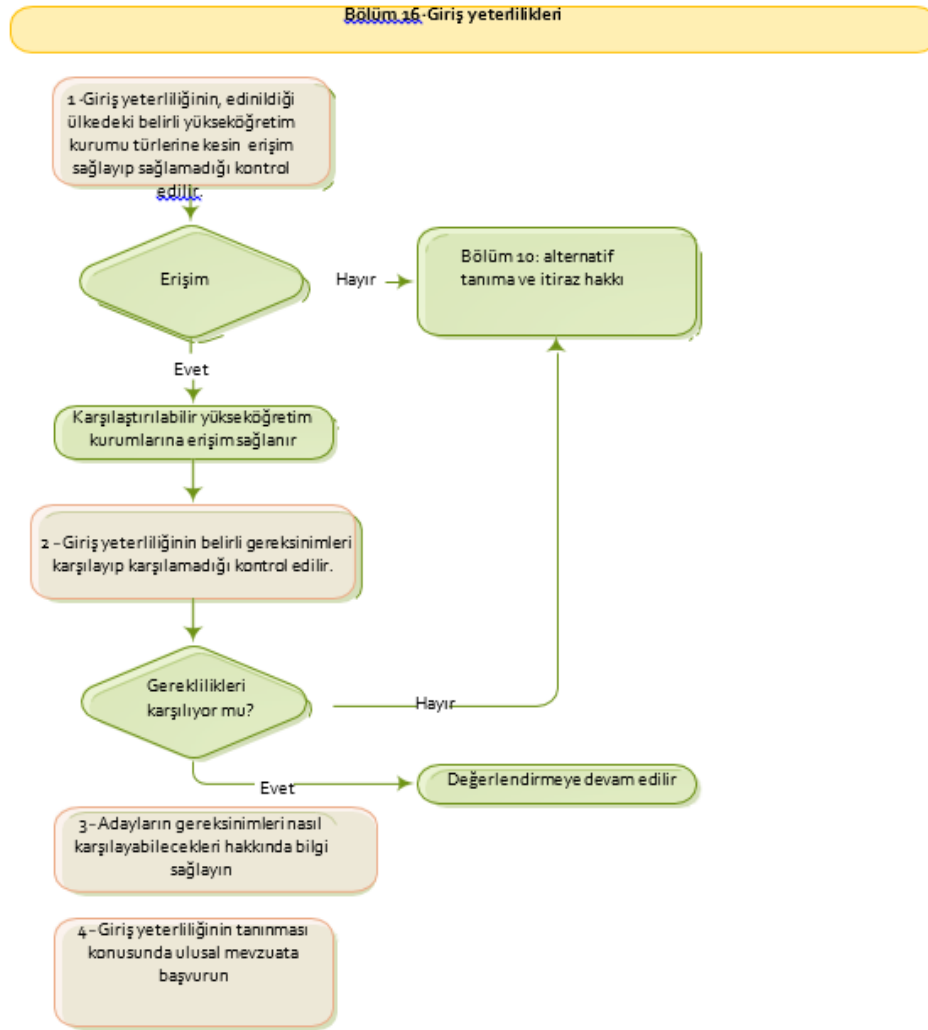 Bölüm 16-Giriş yeterlilikleri
1 -Giriş yeterliliğinin, edinildiği
ülkedeki belirli yükseköğretim
kurumu türlerine kesin erişim
sağlayıp sağlamadığı kontrol
edilir.
Erişim
Hayır
Bölüm 10: alternatif
tanıma ve itiraz hakkı
Evet
Karşılaştırılabilir yükseköğretim
kurumlarına erişim sağlanır
2 – Giriş yeterliliğinin belirli gereksinimleri
karşılayıp karşılamadığı kontrol edilir.
Gereklilikleri
karşılıyor mu?
Hayır
Evet
Değerlendirmeye devam edilir
3 – Adayların gereksinimleri nasıl
karşılayabilecekleri hakkında bilgi
sağlayın
4 – Giriş yeterliliğinin tanınması
konusunda ulusal mevzuata
başvurun